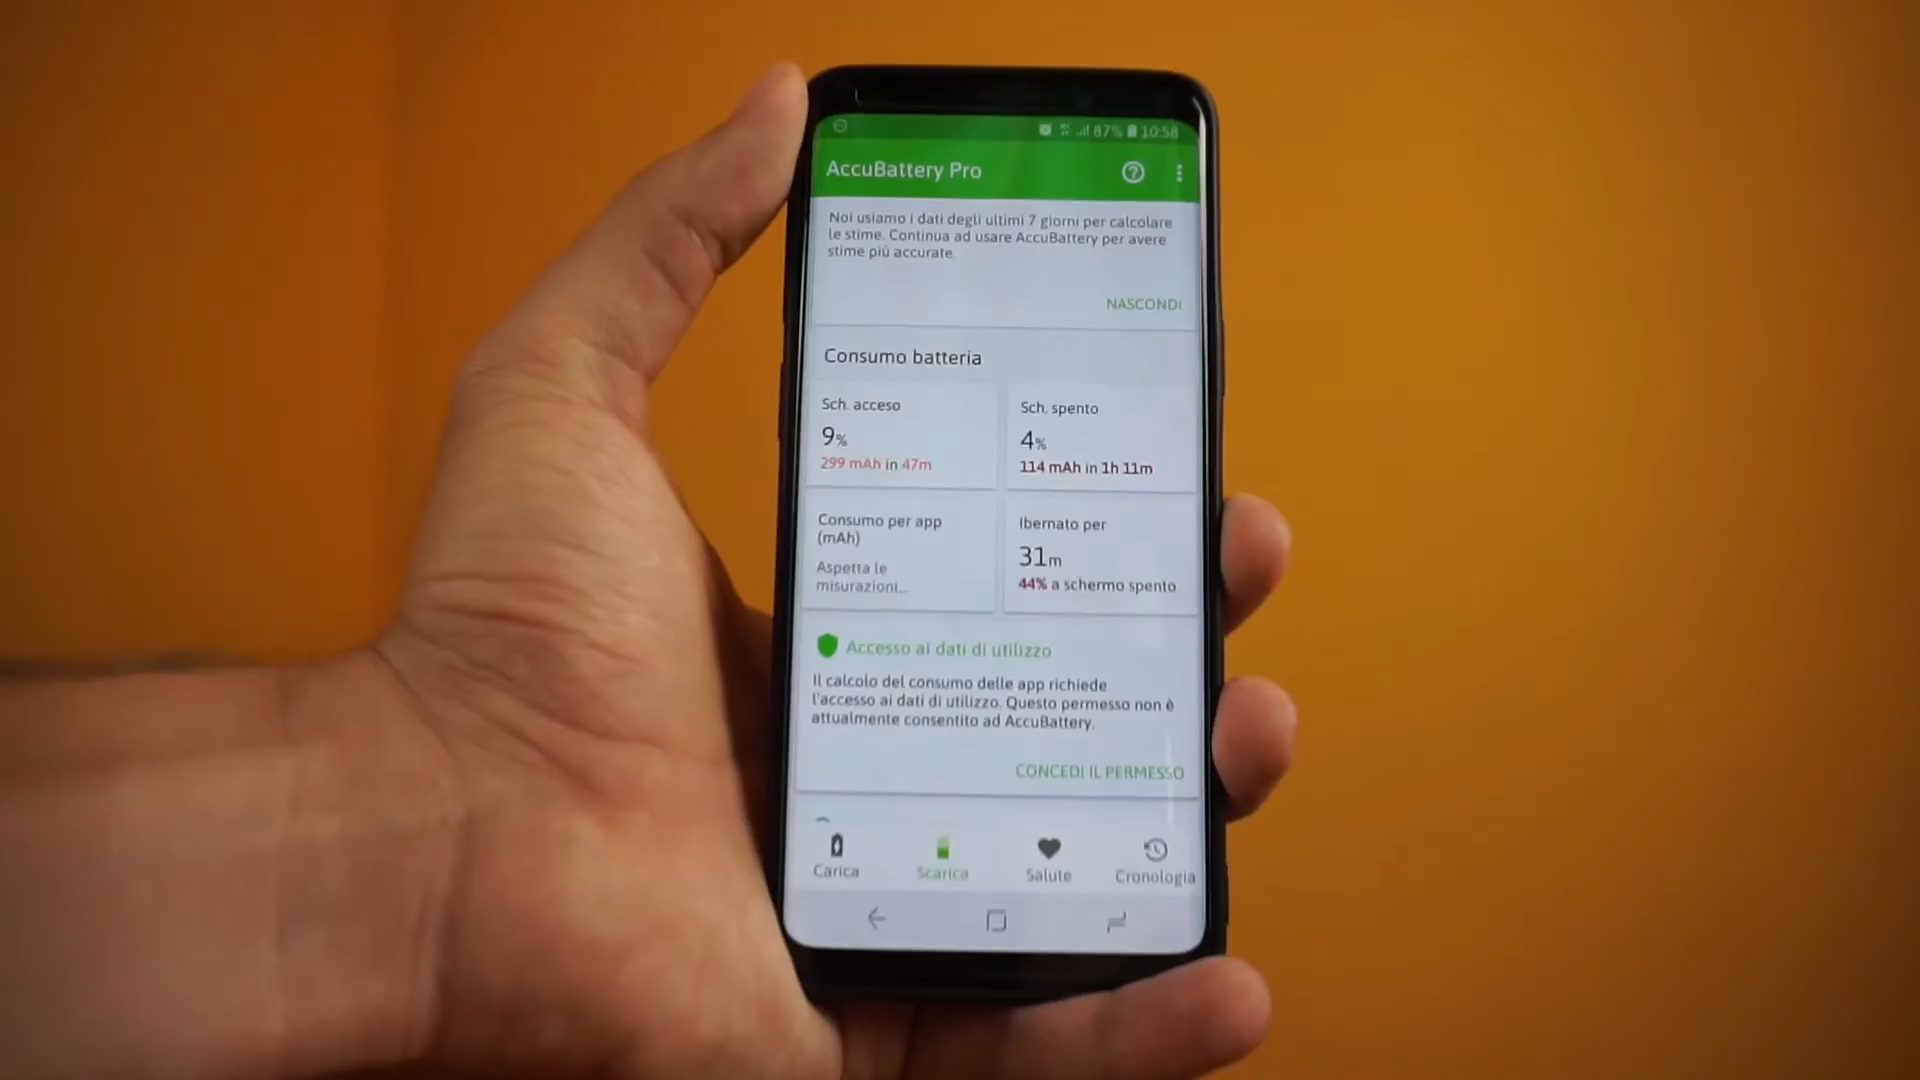 87% 10:58
AccuBattery Pro
Noi usiamo i dati degli ultimi 7 giorni per calcolare
le stime. Continua ad usare AccuBattery per avere
stime più accurate.
NASCONDI
Consumo batteria
Sch. acceso
9%
299 mAh in 47m
Sch. spento
4%
114 mAh in 1h 11m
Consumo per app
(mAh)
Aspetta le
misurazioni...
Ibernato per
31m
44% a schermo spento
Accesso ai dati di utilizzo
Il calcolo del consumo delle app richiede
l'accesso ai dati di utilizzo. Questo permesso non è
attualmente consentito ad AccuBattery.
CONCEDI IL PERMESSO
Carica
Scarica
Salute
Cronologia